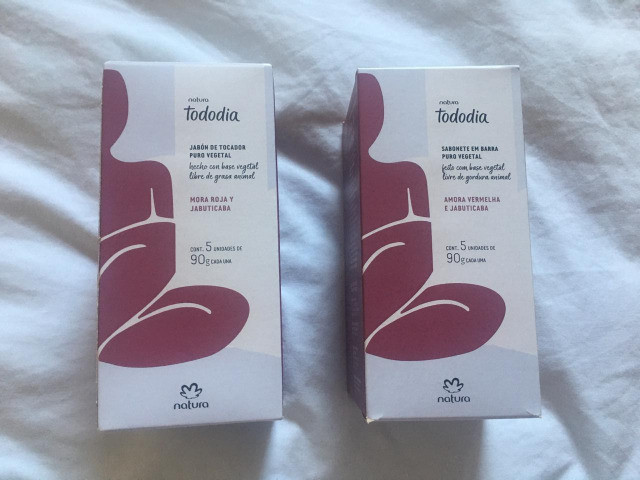 natura
Tododia
JABÓN DE TOCADOR
PURO VEGETAL
hecho con base vegetal
libre de grasa animal
MORA ROJA Y
JABUTICABA
CONT. 5 UNIDADES DE
90g CADA UNA
natura
natura
Tododia
SABONETE EM BARRA
PURO VEGETAL
feito com base vegetal
livre de gordura animal
AMORA VERMELHA
E JABUTICABA
CONT. 5 UNIDADES DE
90g CADA UMA
natura